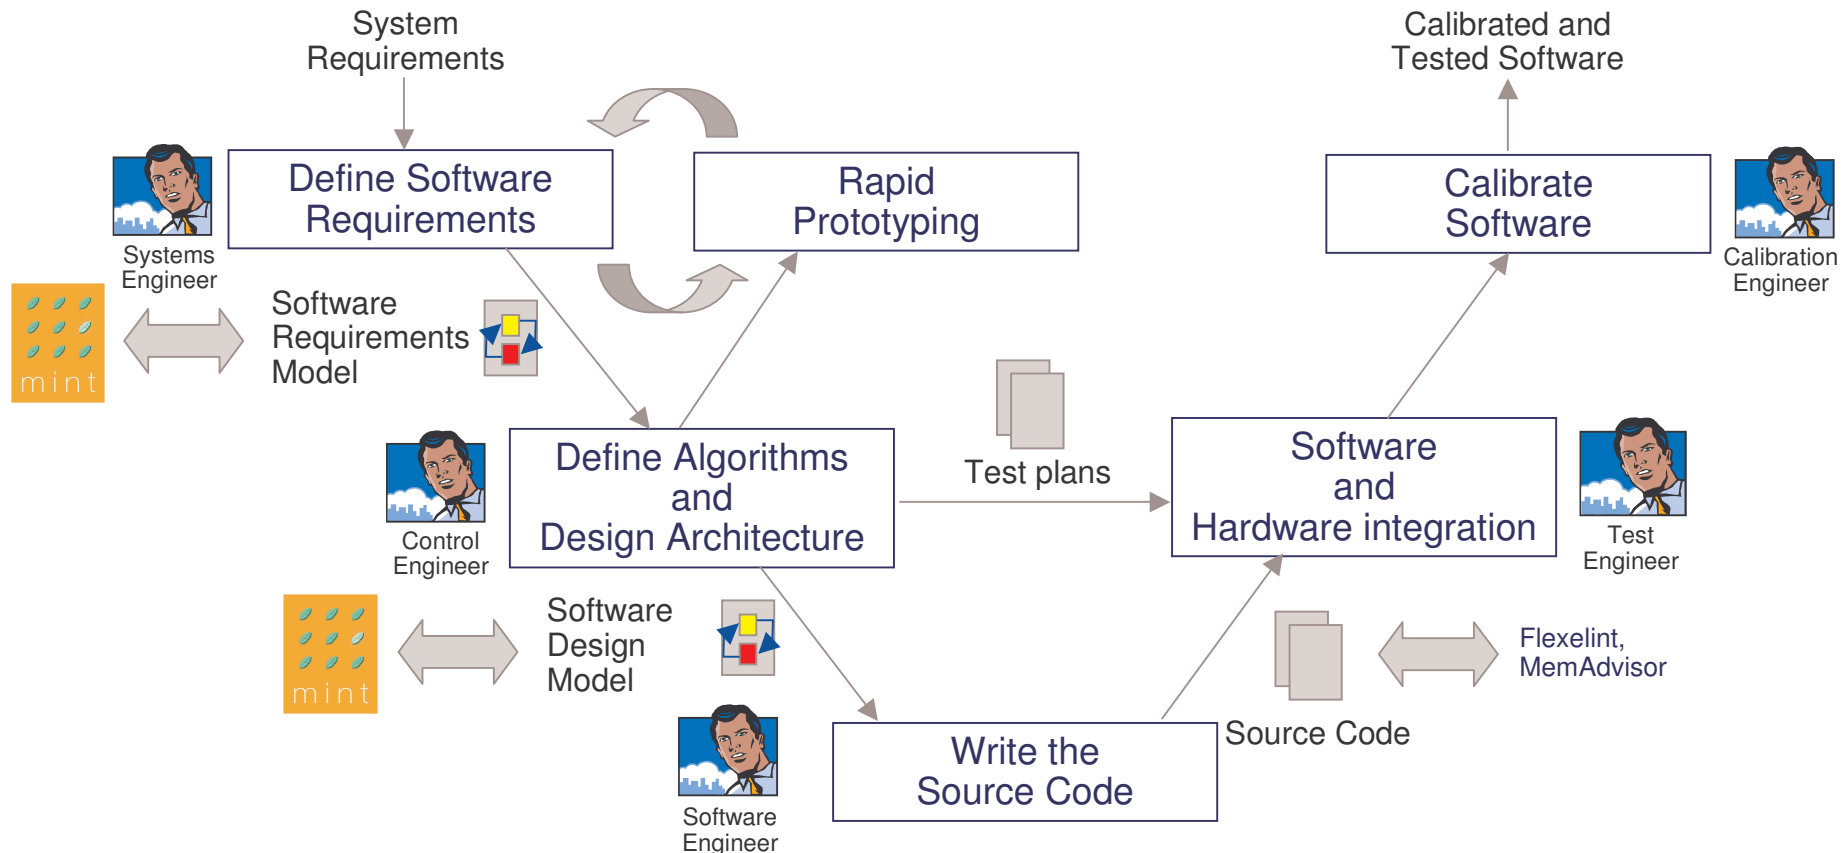 System
Requirements
Calibrated and
Tested Software
Define Software
Requirements
Rapid
Prototyping
Calibrate
Software
Systems
Engineer
Calibration
Engineer
mint
Software
Requirements
Model
Define Algorithms
and
Design Architecture
Test plans
Software
and
Hardware integration
Control
Engineer
Test
Engineer
mint
Software
Design
Model
Flexelint,
MemAdvisor
Source Code
Write the
Source Code
Software
Engineer